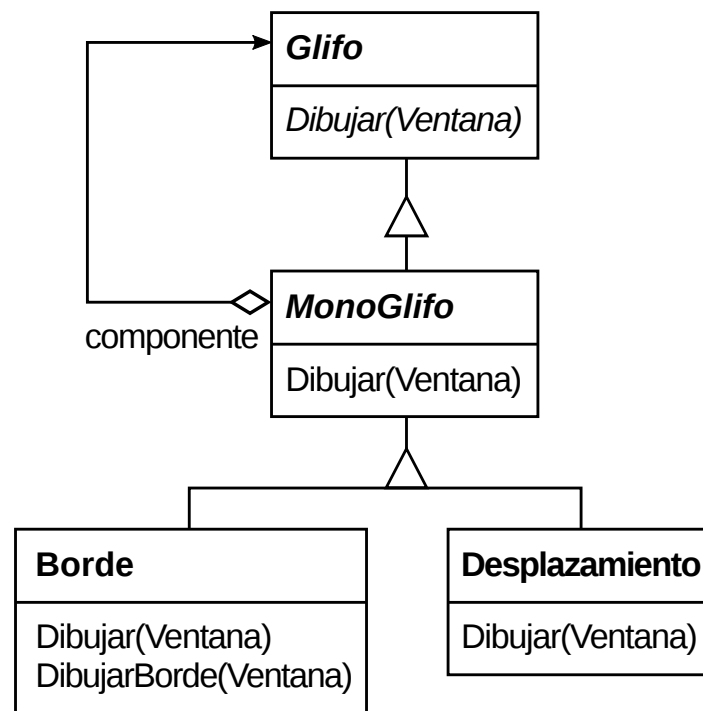 Glifo
Dibujar(Ventana)
MonoGlifo
componente
Dibujar(Ventana)
Borde
Dibujar(Ventana)
DibujarBorde(Ventana)
Desplazamiento
Dibujar(Ventana)